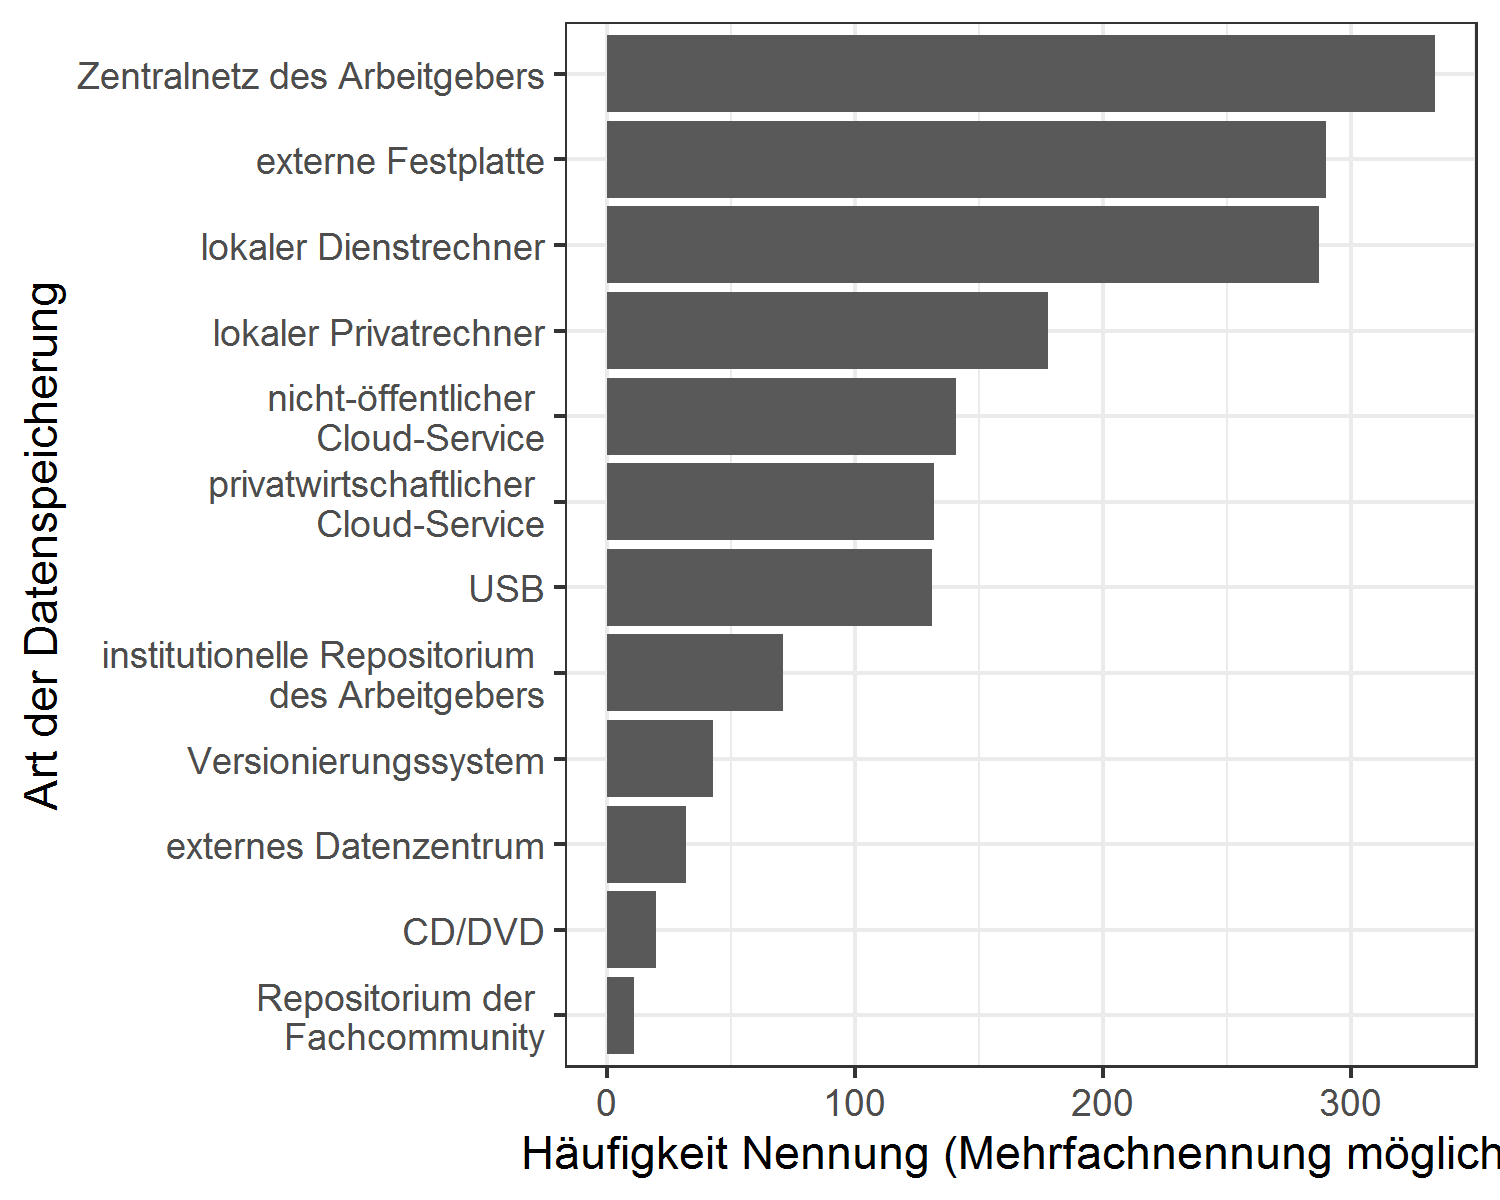 Zentralnetz des Arbeitgebers
externe Festplatte
lokaler Dienstrechner
lokaler Privatrechner
nicht-öffentlicher
Cloud-Service
privatwirtschaftlicher
Cloud-Service
USB
institutionelle Repositorium
des Arbeitgebers
Versionierungssystem
externes Datenzentrum
CD/DVD
Repositorium der
Fachcommunity
Art der Datenspeicherung
0 100 200 300
Häufigkeit Nennung (Mehrfachnennung möglich